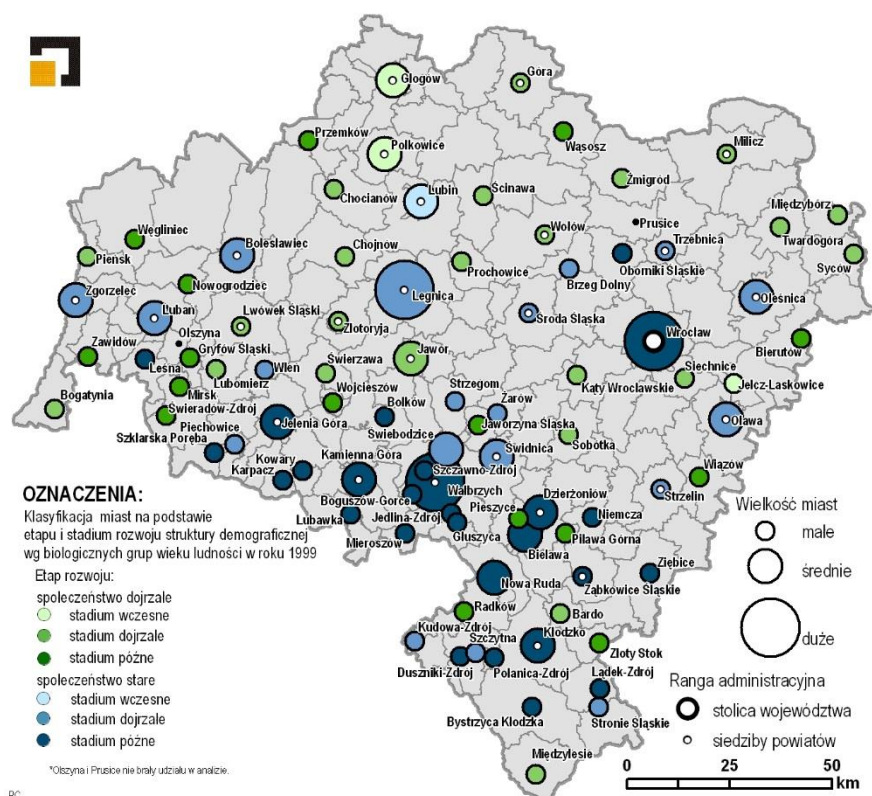 Głogów
Góra
Przemków
Wąsosz
Milicz
Polkowice
Żmigród
Chocianów
Lubin
Ścinawa
Międzybórz
Prusice
Twardogóra
Węgliniec
Wołów
Trzebnica
Bolesławiec
Pieńsk
Chojnów
Prochowice
Oborniki Śląskie
Syców
Brzeg Dolny
Nowogrodziec
Zgorzelec
Legnica
Oleśnica
Lubań
Lwówek Śląski
Środa Śląska
Złotoryja
Wrocław
Olszyna
Zawidów
Gryfów Śląski
Jawor
Bierutów
Leśna
Wleń
Świerzawa
Siechnice
Lubomierz
Kąty Wrocławskie
Jelcz-Laskowice
Mirsk
Strzegom
Bogatynia
Wojcieszów
Żarów
Świeradów-Zdrój
Bolków
Jaworzyna Śląska
Oława
Piechowice
Jelenia Góra
Świebodzice
Sobótka
Szklarska Poręba
Kamienna Góra
Świdnica
Kowary
Szczawno-Zdrój
Wiązów
Karpacz
Wałbrzych
Strzelin
Boguszów-Gorce
Dzierżoniów
Lubawka
Jedlina-Zdrój
Pieszyce
Niemcza
Mieroszów
Głuszyca
Piława Górna
Bielawa
Ziębice
Nowa Ruda
Ząbkowice Śląskie
Radków
Bardo
Kudowa-Zdrój
Szczytna
Kłodzko
Złoty Stok
Duszniki-Zdrój
Polanica-Zdrój
Lądek-Zdrój
Bystrzyca Kłodzka
Stronie Śląskie
Międzylesie
OZNACZENIA:
Klasyfikacja miast na podstawie
etapu i stadium rozwoju struktury demograficznej
wg biologicznych grup wieku ludności w roku 1999
Etap rozwoju:
społeczeństwo dojrzałe
stadium wczesne
stadium dojrzałe
stadium późne
społeczeństwo stare
stadium wczesne
stadium dojrzałe
stadium późne
*Olszyna i Prusice nie brały udziału w analizie.
Wielkość miast
małe
średnie
duże
Ranga administracyjna
stolica województwa
siedziby powiatów
0 25 50
km